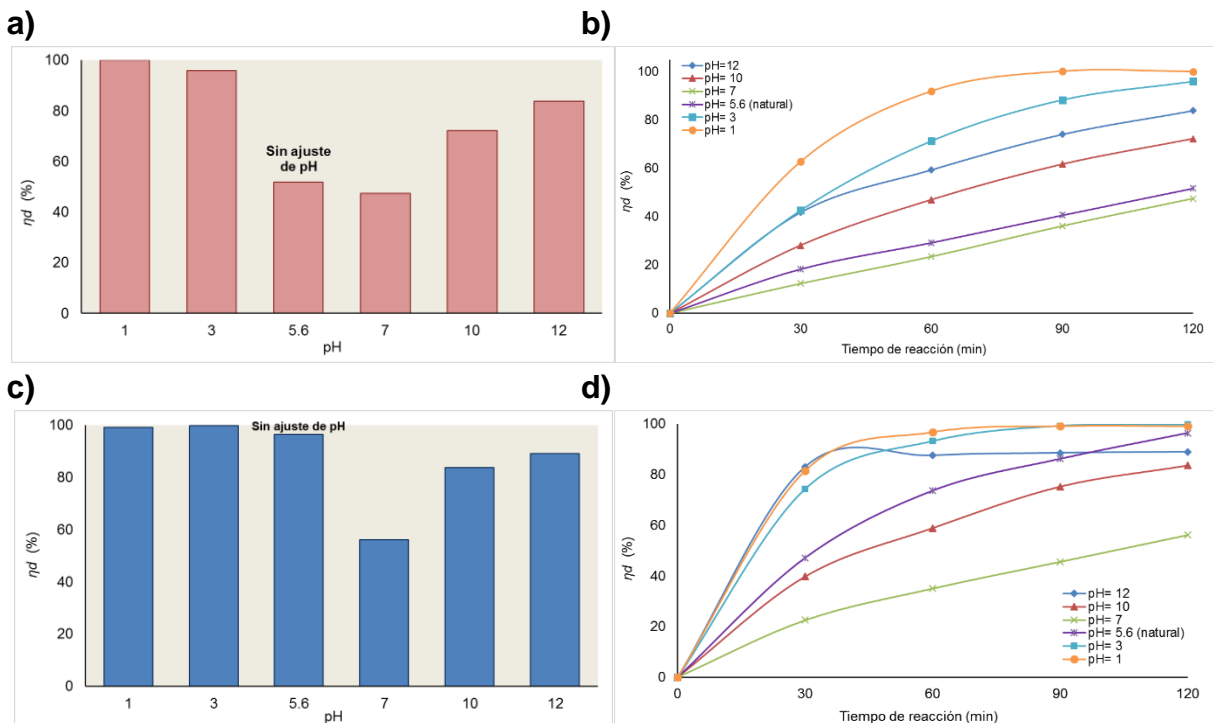 a)
100
80
60
40
20
0
ηd (%)
Sin ajuste
de pH
1 3 5.6 7 10 12
pH
b)
100
80
60
40
20
0
ηd (%)
pH=12
pH= 10
pH= 7
pH= 5.6 (natural)
pH= 3
pH= 1
0 30 60 90 120
Tiempo de reacción (min)
c)
100
80
60
40
20
0
ηd (%)
Sin ajuste de pH
1 3 5.6 7 10 12
pH
d)
100
80
60
40
20
0
ηd (%)
pH= 12
pH= 10
pH= 7
pH= 5.6 (natural)
pH= 3
pH= 1
0 30 60 90 120
Tiempo de reacción (min)